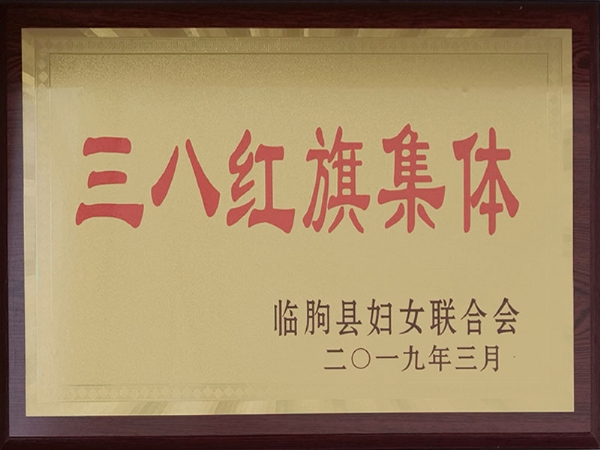 三八红旗集体
临朐县妇女联合会
二〇一九年三月